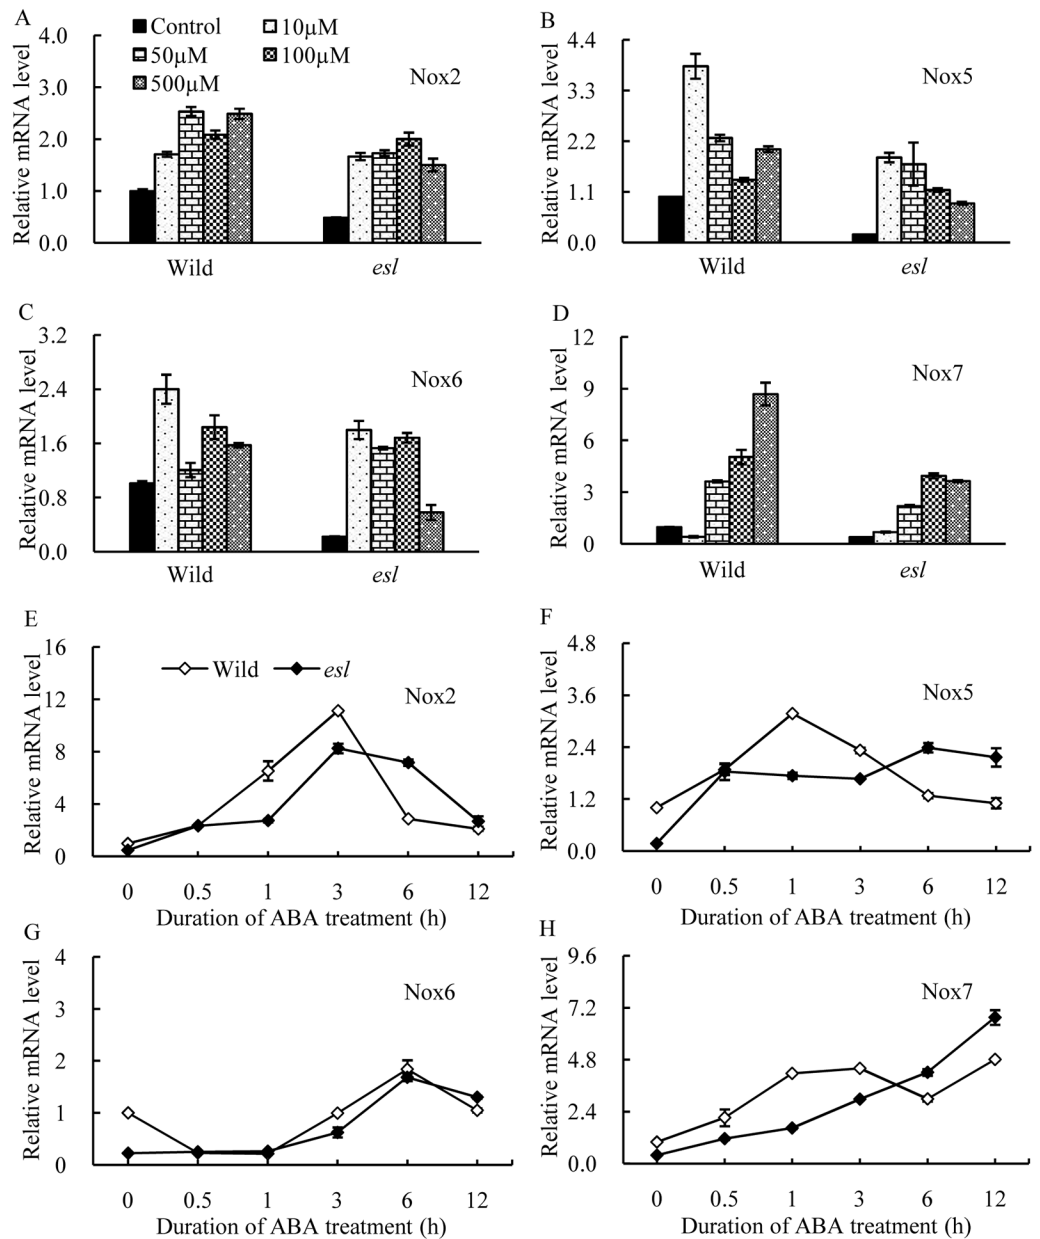 A
Control 10µM
50µM 100µM
500µM
Nox2
Relative mRNA level
4.0
3.0
2.0
1.0
0.0
Wild esl
B
Nox5
Relative mRNA level
4.4
3.3
2.2
1.1
0.0
Wild esl
C
Nox6
Relative mRNA level
3.2
2.4
1.6
0.8
0.0
Wild esl
D
Nox7
Relative mRNA level
12
9
6
3
0
Wild esl
E
Wild esl
Nox2
Relative mRNA level
16
12
8
4
0
0 0.5 1 3 6 12
Duration of ABA treatment (h)
F
Nox5
Relative mRNA level
4.8
3.6
2.4
1.2
0.0
0 0.5 1 3 6 12
Duration of ABA treatment (h)
G
Nox6
Relative mRNA level
4
3
2
1
0
0 0.5 1 3 6 12
Duration of ABA treatment (h)
H
Nox7
Relative mRNA level
9.6
7.2
4.8
2.4
0.0
0 0.5 1 3 6 12
Duration of ABA treatment (h)